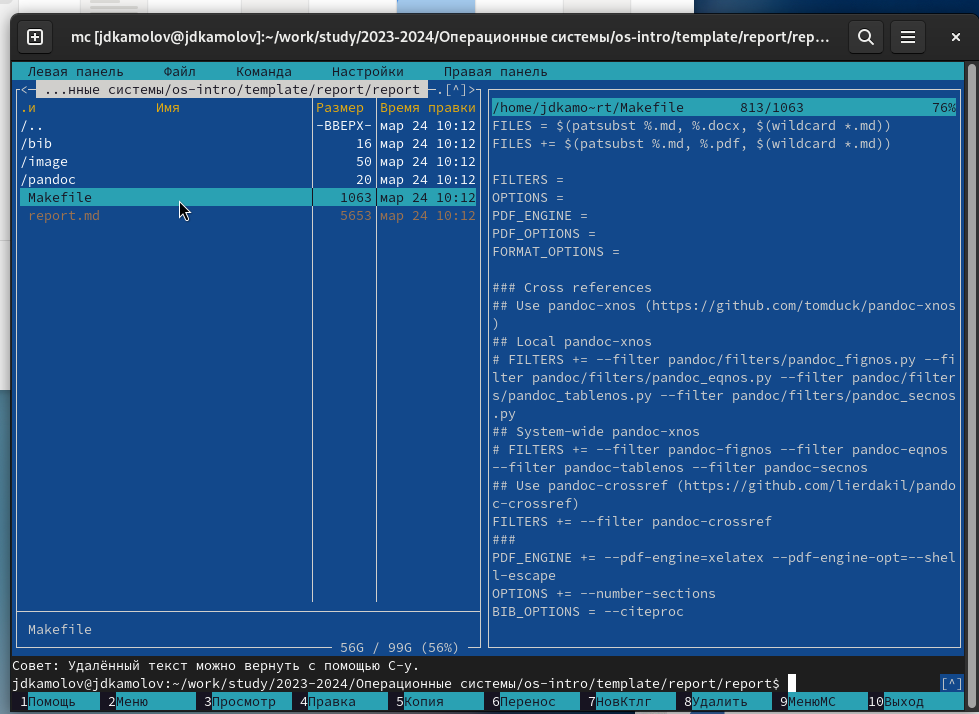 mc [jdkamolov@jdkamolov]:~/work/study/2023-2024/Операционные системы/os-intro/template/report/rep...
Левая панель Файл Команда Настройки Правая панель
<— ...нные системы/os-intro/template/report/report —.[^]>
.и Имя Размер Время правки
/.. -ВВЕРХ- мар 24 10:12
/bib 16 мар 24 10:12
/image 50 мар 24 10:12
/pandoc 20 мар 24 10:12
Makefile 1063 мар 24 10:12
report.md 5653 мар 24 10:12
Makefile
56G / 99G (56%)
/home/jdkamo~rt/Makefile 813/1063 76%
FILES = $(patsubst %.md, %.docx, $(wildcard *.md))
FILES += $(patsubst %.md, %.pdf, $(wildcard *.md))
FILTERS =
OPTIONS =
PDF_ENGINE =
PDF_OPTIONS =
FORMAT_OPTIONS =
### Cross references
## Use pandoc-xnos (https://github.com/tomduck/pandoc-xnos
)
## Local pandoc-xnos
# FILTERS += --filter pandoc/filters/pandoc_fignos.py --fi
lter pandoc/filters/pandoc_eqnos.py --filter pandoc/filter
s/pandoc_tablenos.py --filter pandoc/filters/pandoc_secnos
.py
## System-wide pandoc-xnos
# FILTERS += --filter pandoc-fignos --filter pandoc-eqnos
--filter pandoc-tablenos --filter pandoc-secnos
## Use pandoc-crossref (https://github.com/lierdakil/pando
c-crossref)
FILTERS += --filter pandoc-crossref
###
PDF_ENGINE += --pdf-engine=xelatex --pdf-engine-opt=--shel
l-escape
OPTIONS += --number-sections
BIB_OPTIONS = --citeproc
Совет: Удалённый текст можно вернуть с помощью C-y.
jdkamolov@jdkamolov:~/work/study/2023-2024/Операционные системы/os-intro/template/report/report$ [^]
1Помощь 2Меню 3Просмотр 4Правка 5Копия 6Перенос 7НовКтлг 8Удалить 9МенюMC 10Выход